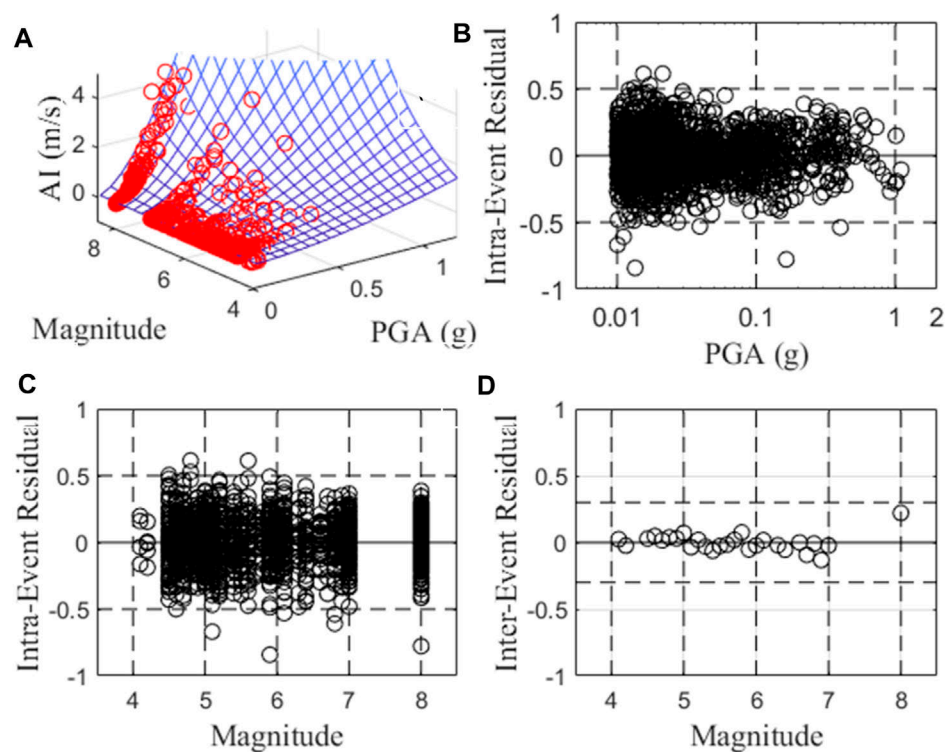 A
AI (m/s)
4
2
0
8
6
4
Magnitude
0
0.5
1
PGA (g)
B
Intra-Event Residual
1
0.5
0
-0.5
-1
0.01
0.1
1
2
PGA (g)
C
Intra-Event Residual
1
0.5
0
-0.5
-1
4
5
6
7
8
Magnitude
D
Inter-Event Residual
1
0.5
0
-0.5
-1
4
5
6
7
8
Magnitude